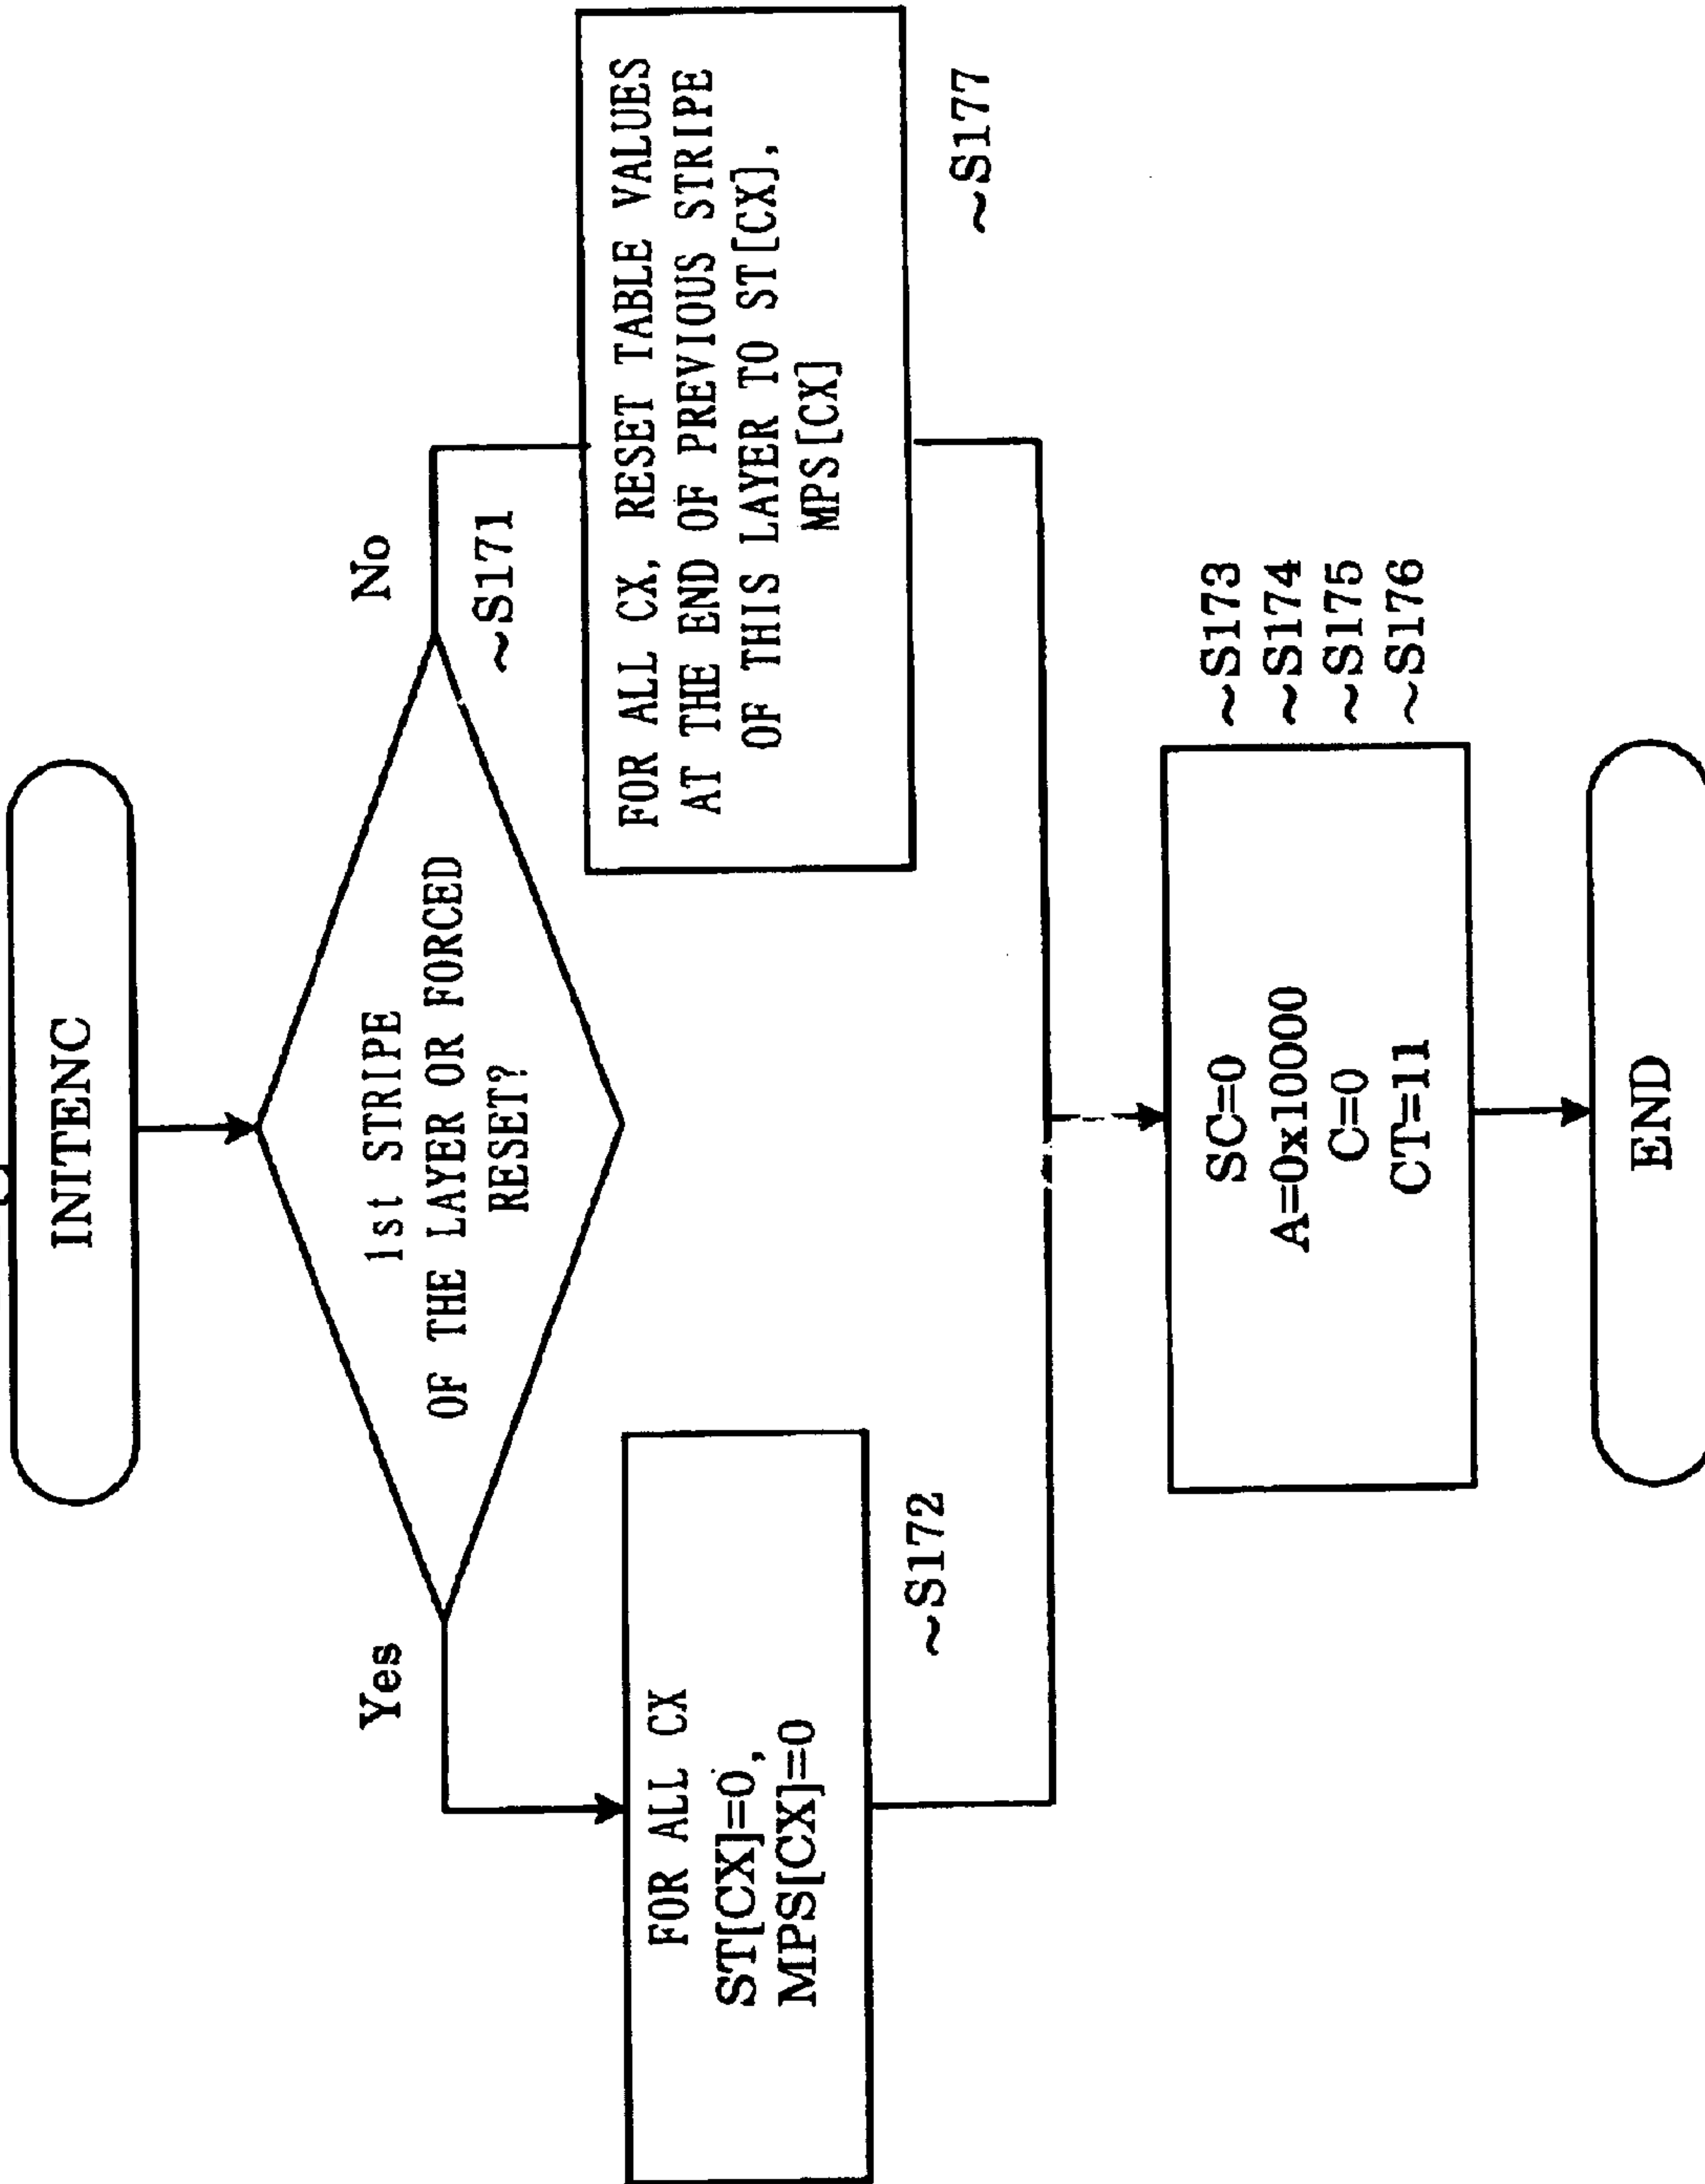 INITENC
1st STRIPE
OF THE LAYER OR FORCED
RESET?
~S171
Yes
No
FOR ALL CX
ST[CX]=0,
MPS[CX]=0
~S172
FOR ALL CX, RESET TABLE VALUES
AT THE END OF PREVIOUS STRIPE
OF THIS LAYER TO ST[CX],
MPS[CX]
~S177
SC=0 ~S173
A=0x10000 ~S174
C=0 ~S175
CT=11 ~S176
END